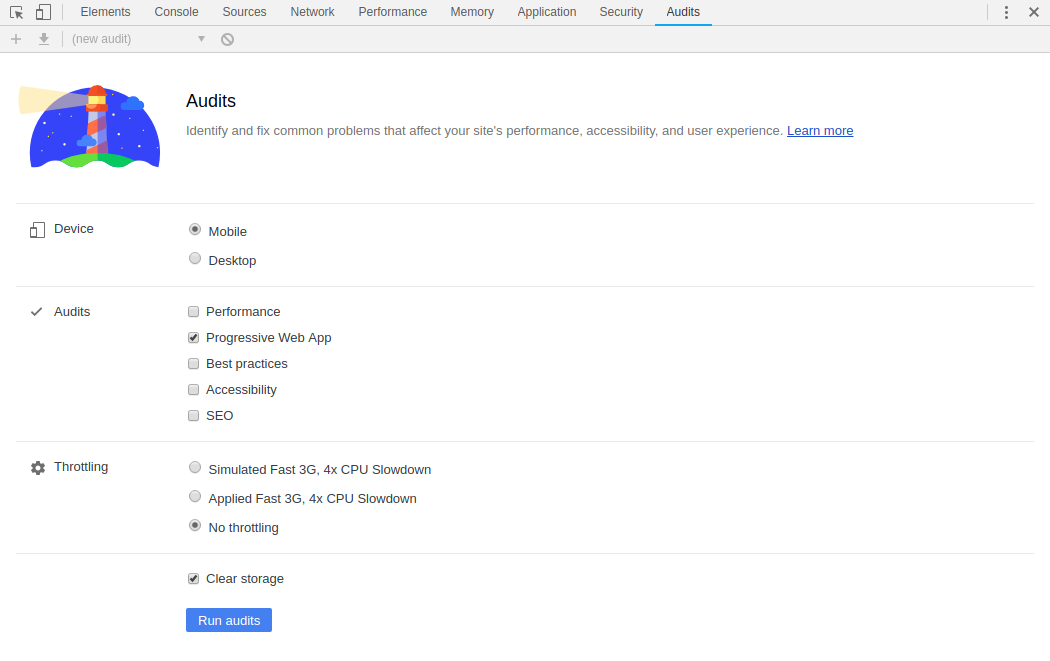 Elements Console Sources Network Performance Memory Application Security Audits
(new audit)
Audits
Identify and fix common problems that affect your site's performance, accessibility, and user experience. Learn more
Device
Mobile
Desktop
Audits
Performance
Progressive Web App
Best practices
Accessibility
SEO
Throttling
Simulated Fast 3G, 4x CPU Slowdown
Applied Fast 3G, 4x CPU Slowdown
No throttling
Clear storage
Run audits